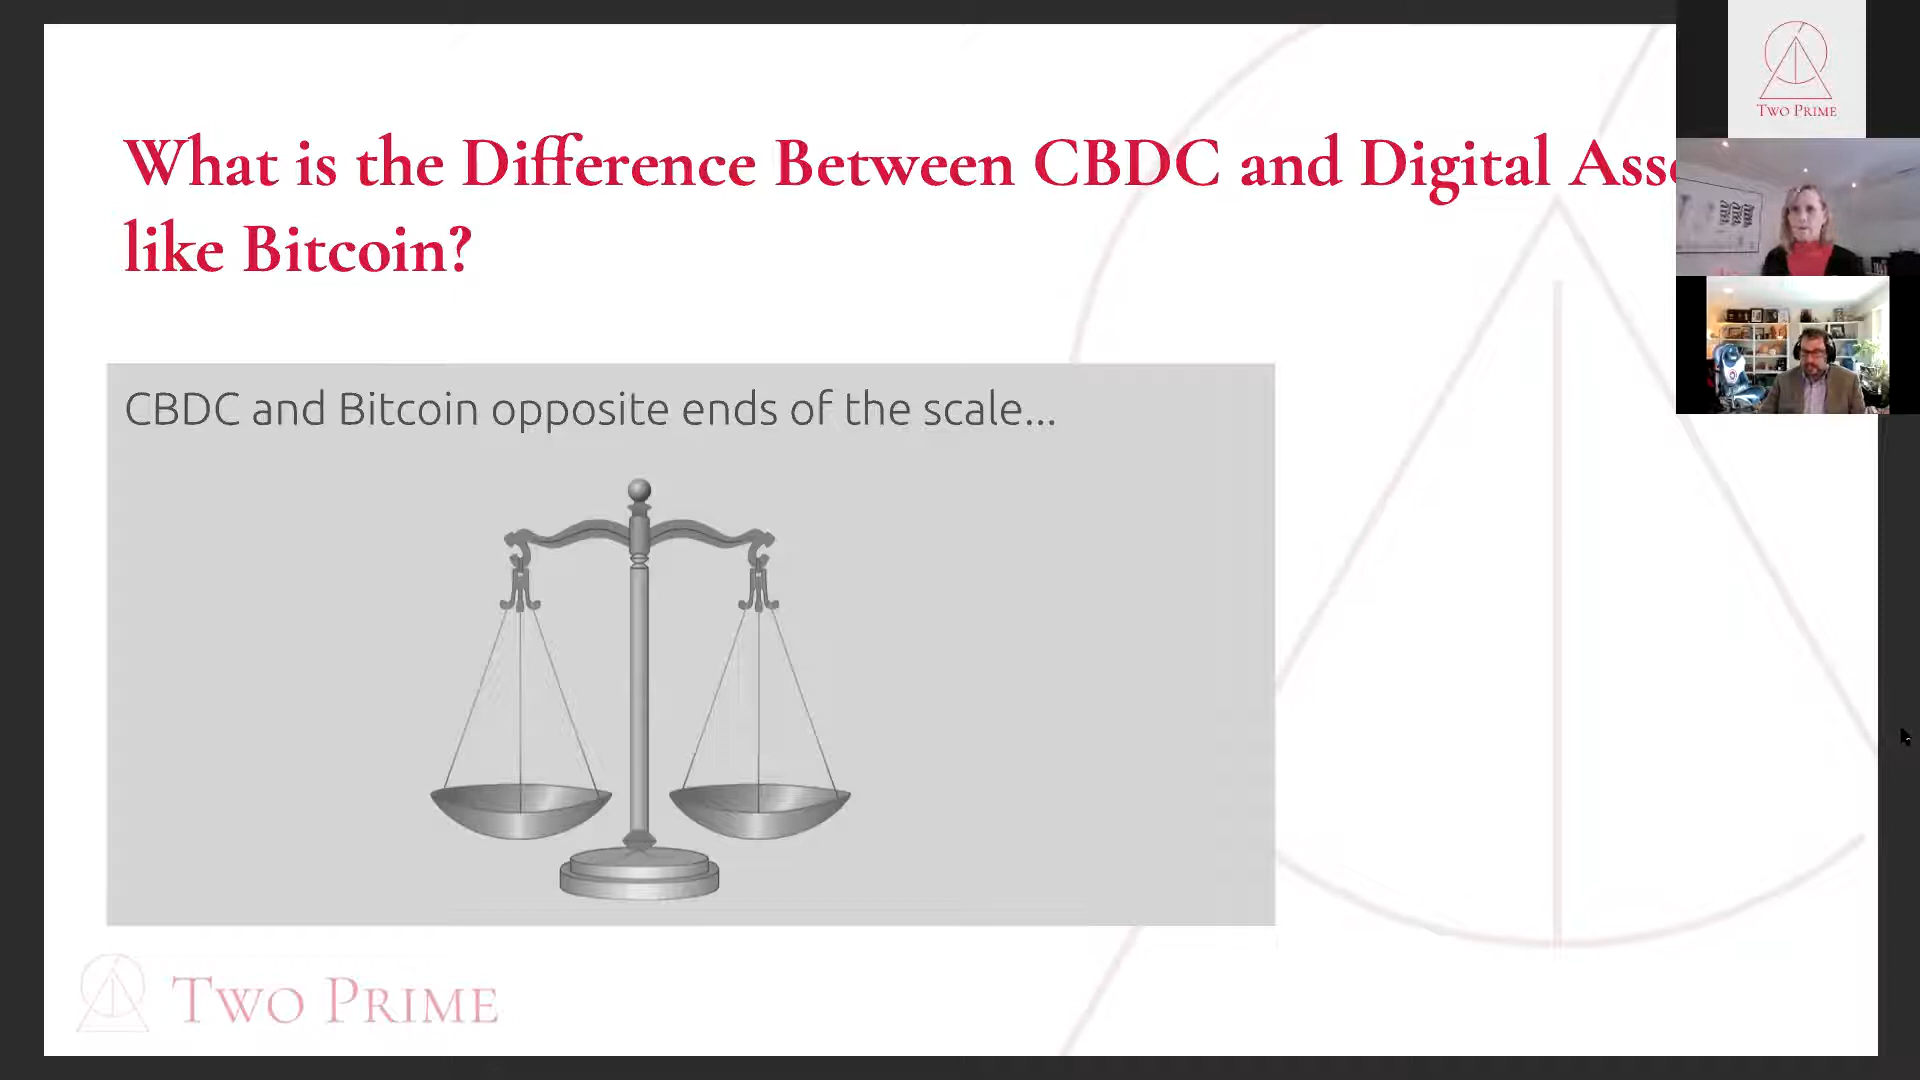 What is the Difference Between CBDC and Digital
like Bitcoin?
CBDC and Bitcoin opposite ends of the scale...
TWO PRIME
TWO PRIME